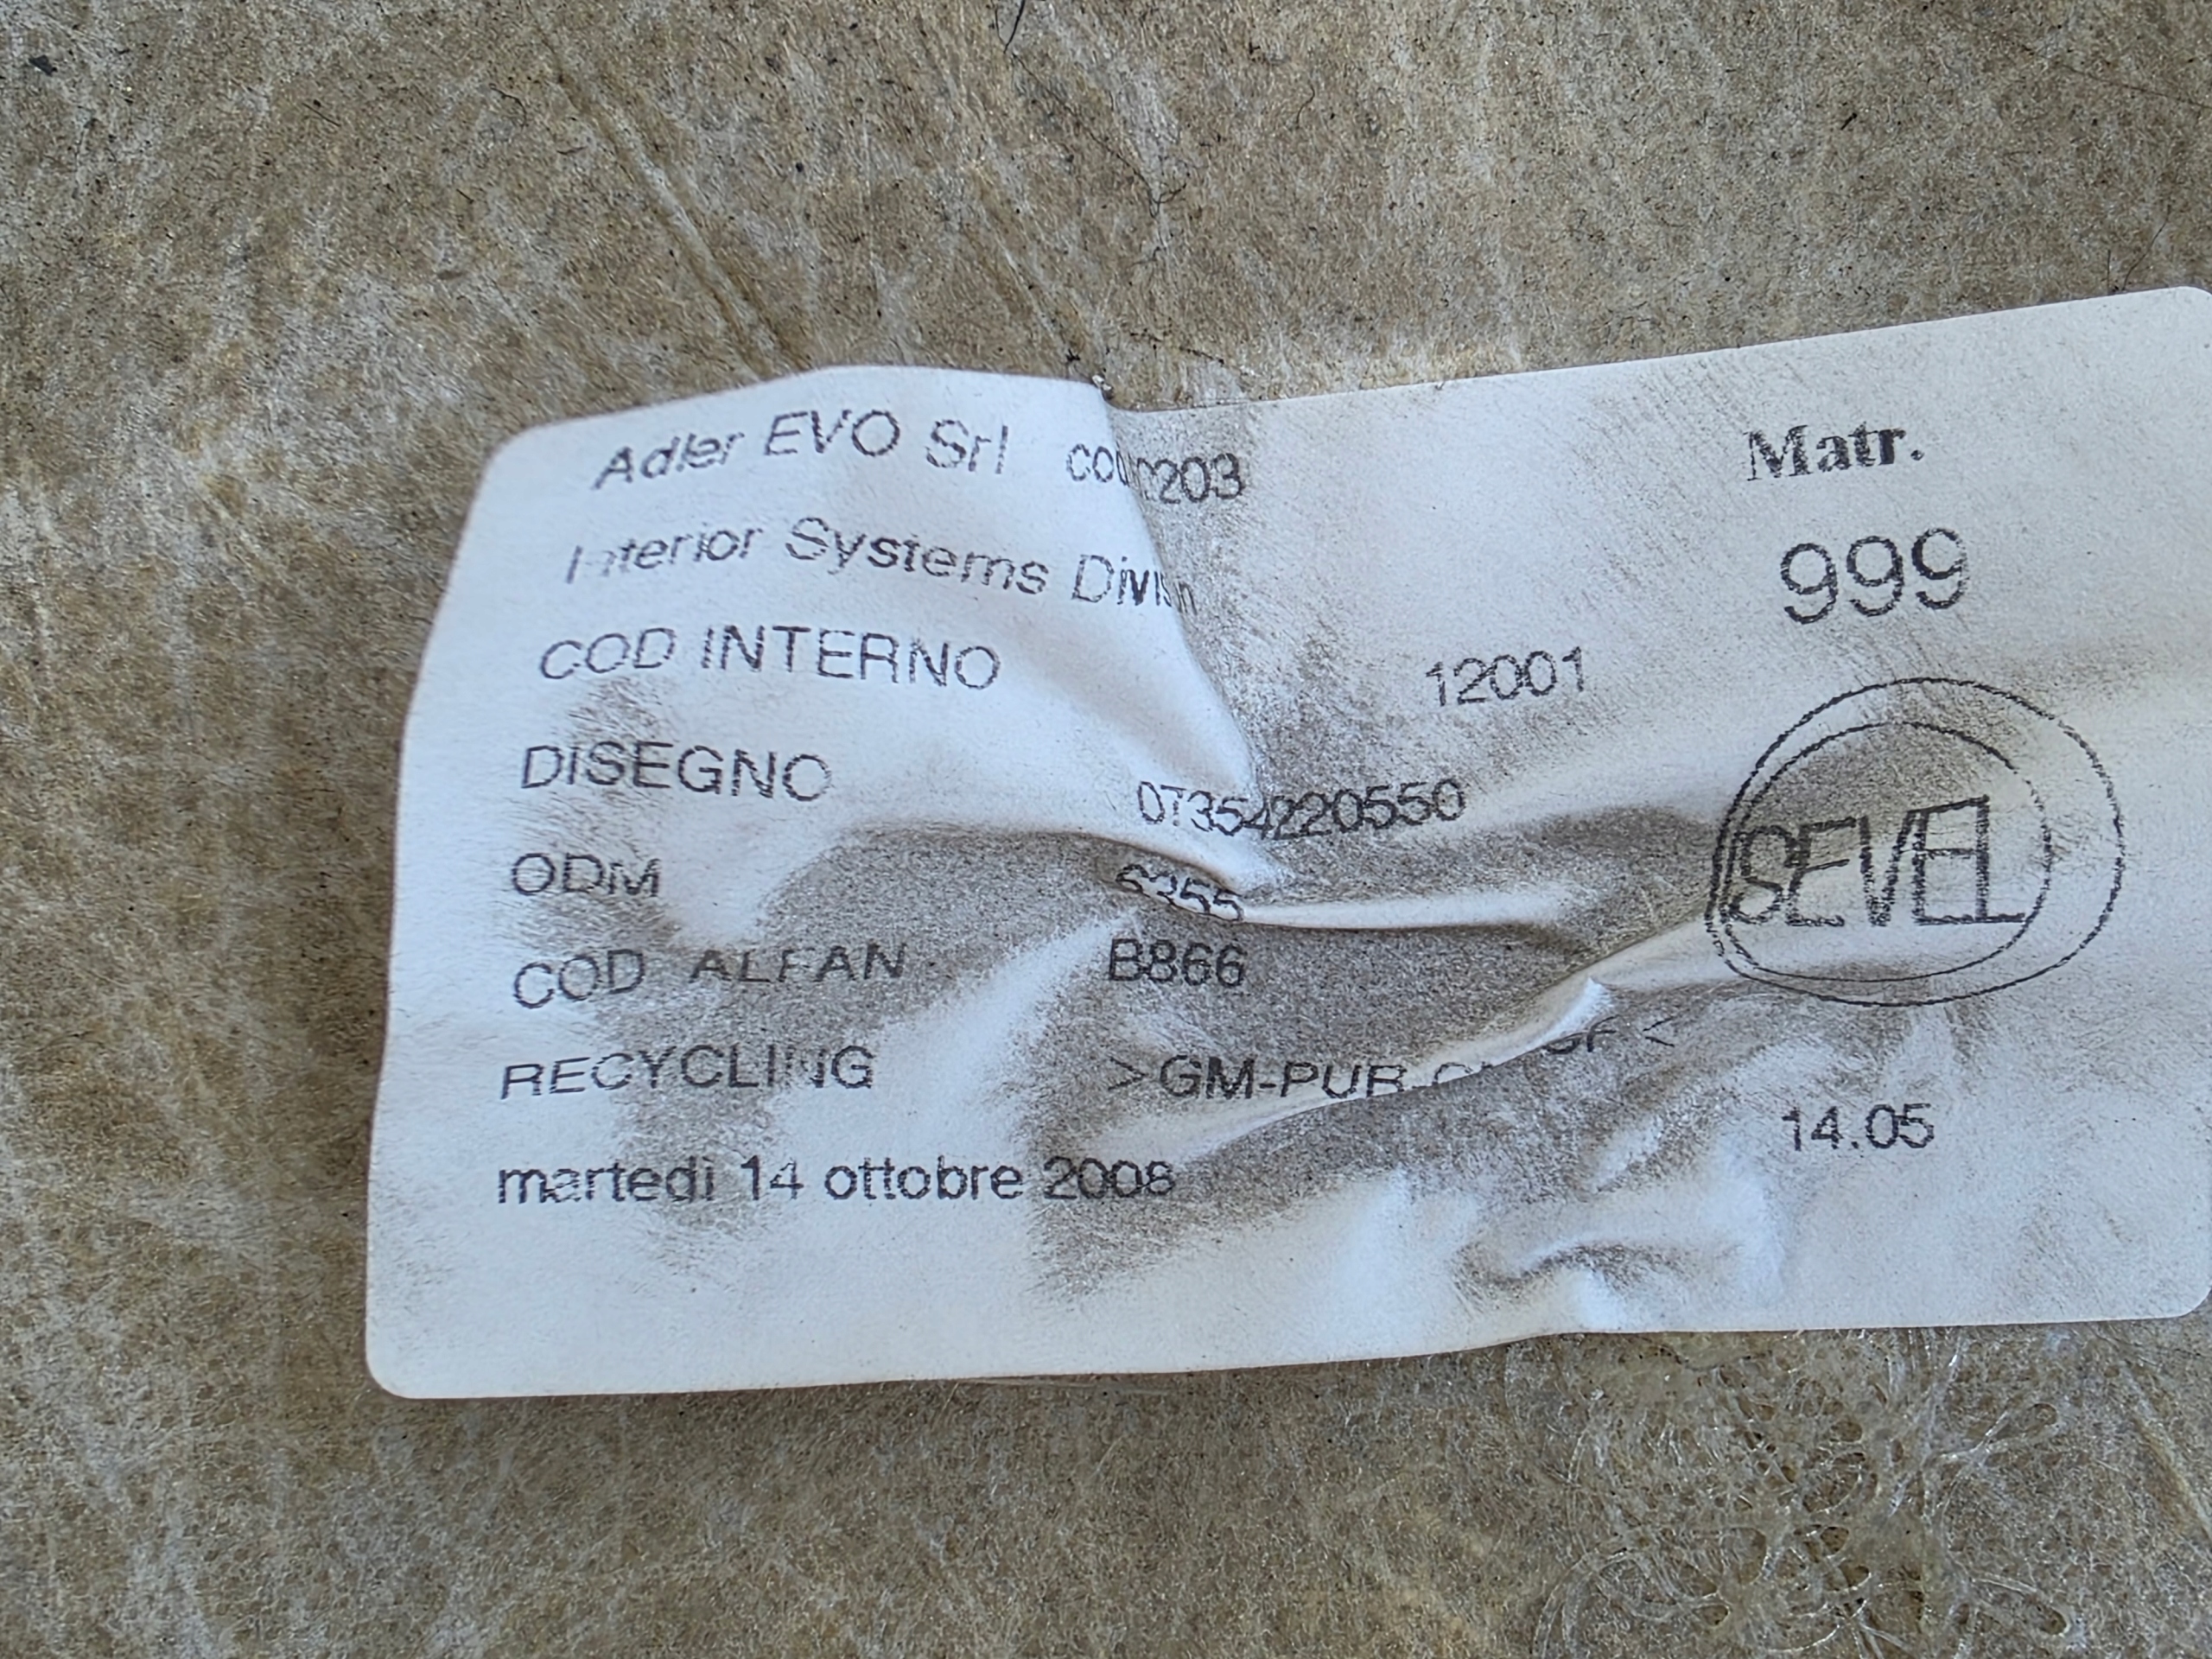 Adler EVO Srl
Matr.
Interior Systems
999
COD INTERNO 12001
DISEGNO 07354220550
SEVEL
ODM
COD ALFAN B866
RECYCLING
martedì 14 ottobre 2008 14.05